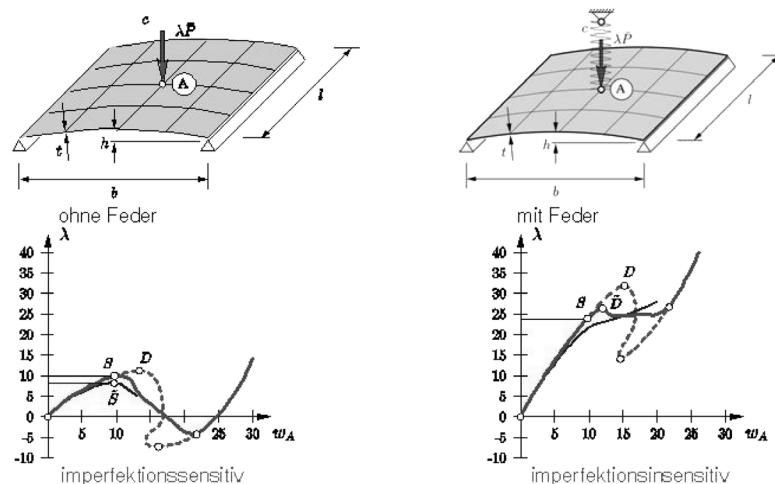 c
λP̄
A
l
t
h
b
ohne Feder
c
λP̄
A
l
t
h
b
mit Feder
λ
40
35
30
25
20
15
10
5
0
-5
-10
S
D
S̃
5 10 15 20 25 30 w_A
imperfektionssensitiv
λ
40
35
30
25
20
15
10
5
0
-5
-10
S
D
D̃
5 10 15 20 25 30 w_A
imperfektionsinsensitiv